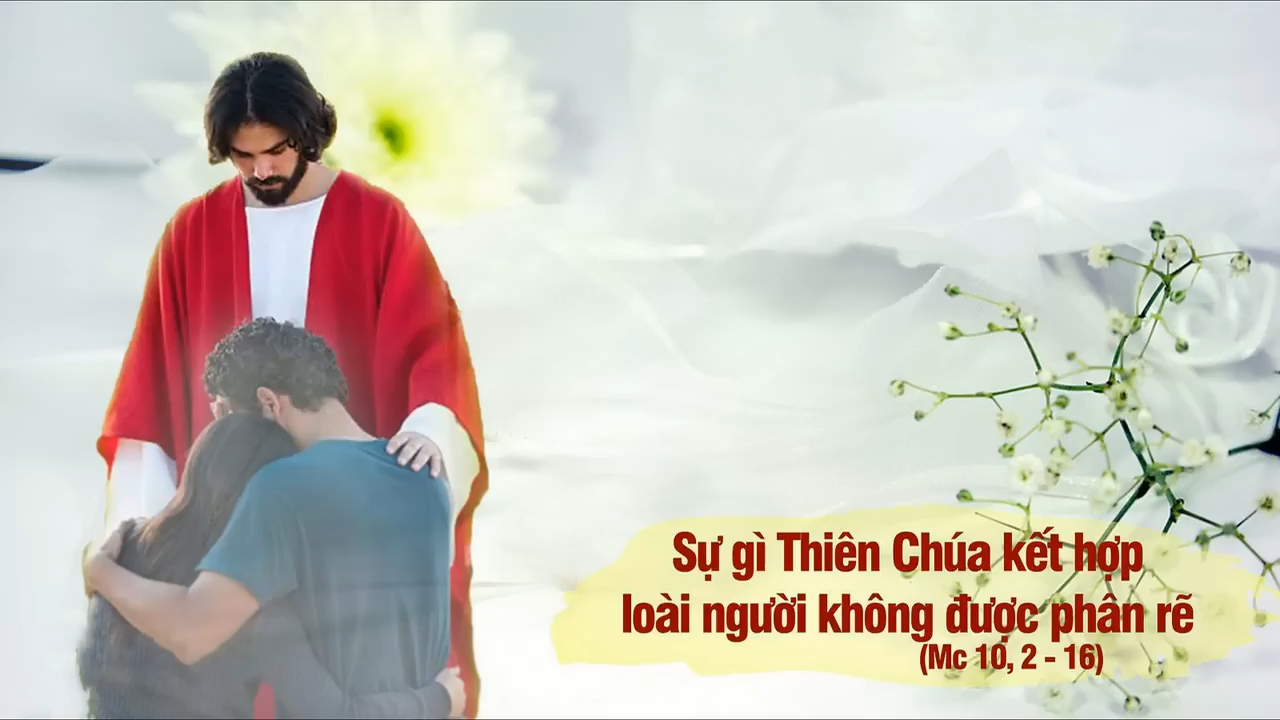 Sự gì Thiên Chúa kết hợp
loài người không được phân rẽ
(Mc 10, 2 - 16)